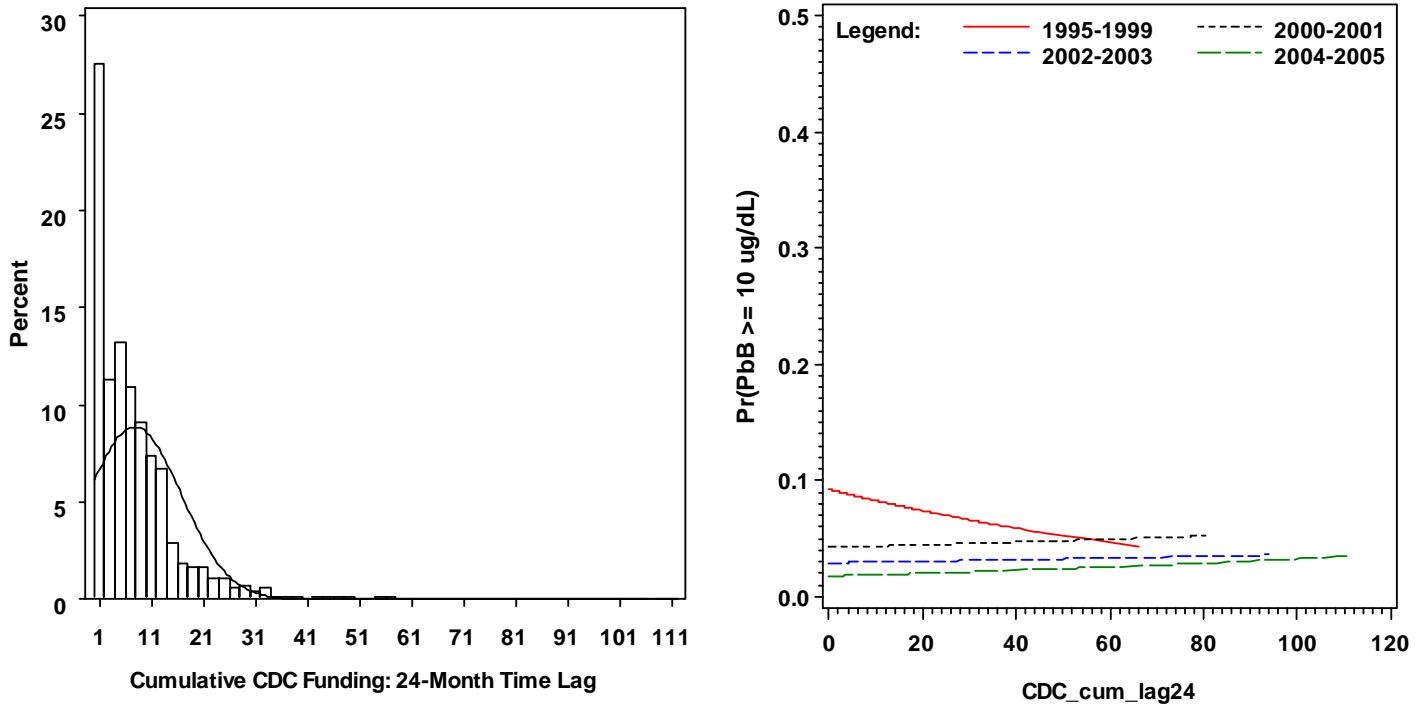 30
25
20
15
10
5
0
Percent
1 11 21 31 41 51 61 71 81 91 101 111
Cumulative CDC Funding: 24-Month Time Lag
Legend: 1995-1999 2000-2001
2002-2003 2004-2005
0.5
0.4
0.3
0.2
0.1
0.0
Pr(PbB >= 10 ug/dL)
0 20 40 60 80 100 120
CDC_cum_lag24